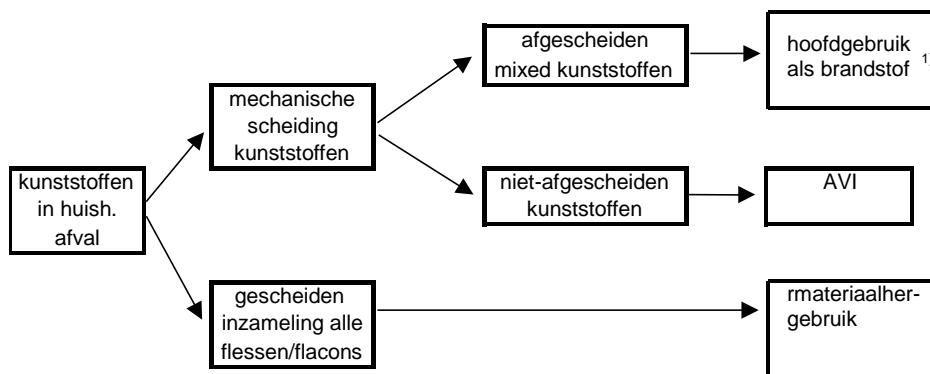 afgescheiden
mixed kunststoffen
hoofdgebruik
als brandstof 1)
mechanische
scheiding
kunststoffen
kunststoffen
in huish.
afval
niet-afgescheiden
kunststoffen
AVI
gescheiden
inzameling alle
flessen/flacons
rmateriaalher-
gebruik